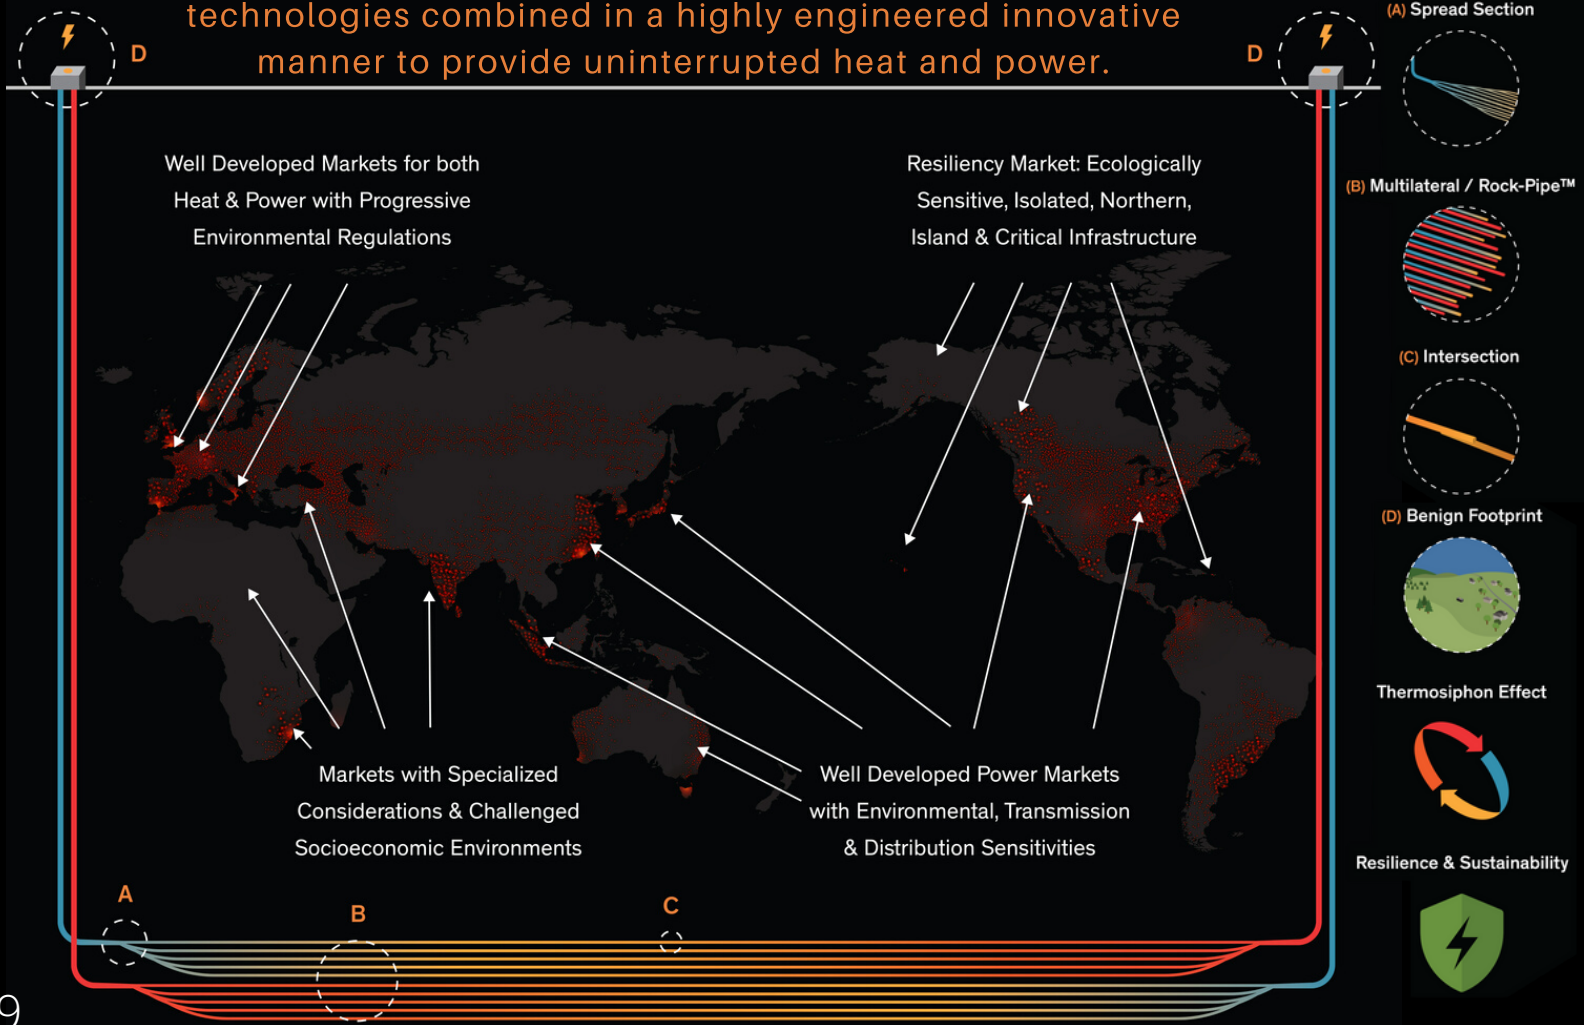 technologies combined in a highly engineered innovative
manner to provide uninterrupted heat and power.
D
D
Well Developed Markets for both
Heat & Power with Progressive
Environmental Regulations
Resiliency Market: Ecologically
Sensitive, Isolated, Northern,
Island & Critical Infrastructure
Markets with Specialized
Considerations & Challenged
Socioeconomic Environments
Well Developed Power Markets
with Environmental, Transmission
& Distribution Sensitivities
A
B
C
(A) Spread Section
(B) Multilateral / Rock-Pipe™
(C) Intersection
(D) Benign Footprint
Thermosiphon Effect
Resilience & Sustainability
9